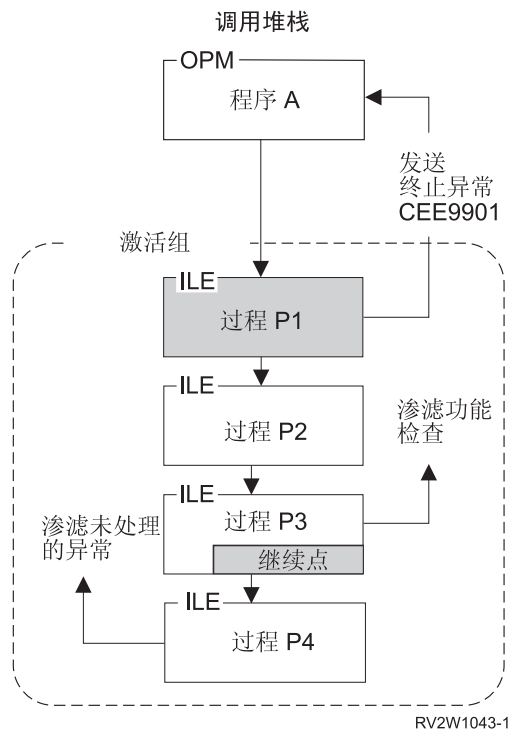 调用堆栈
OPM
程序 A
发送
终止异常
CEE9901
激活组
ILE
过程 P1
ILE
过程 P2
渗滤功能
检查
ILE
过程 P3
继续点
渗滤未处理
的异常
ILE
过程 P4
RV2W1043-1